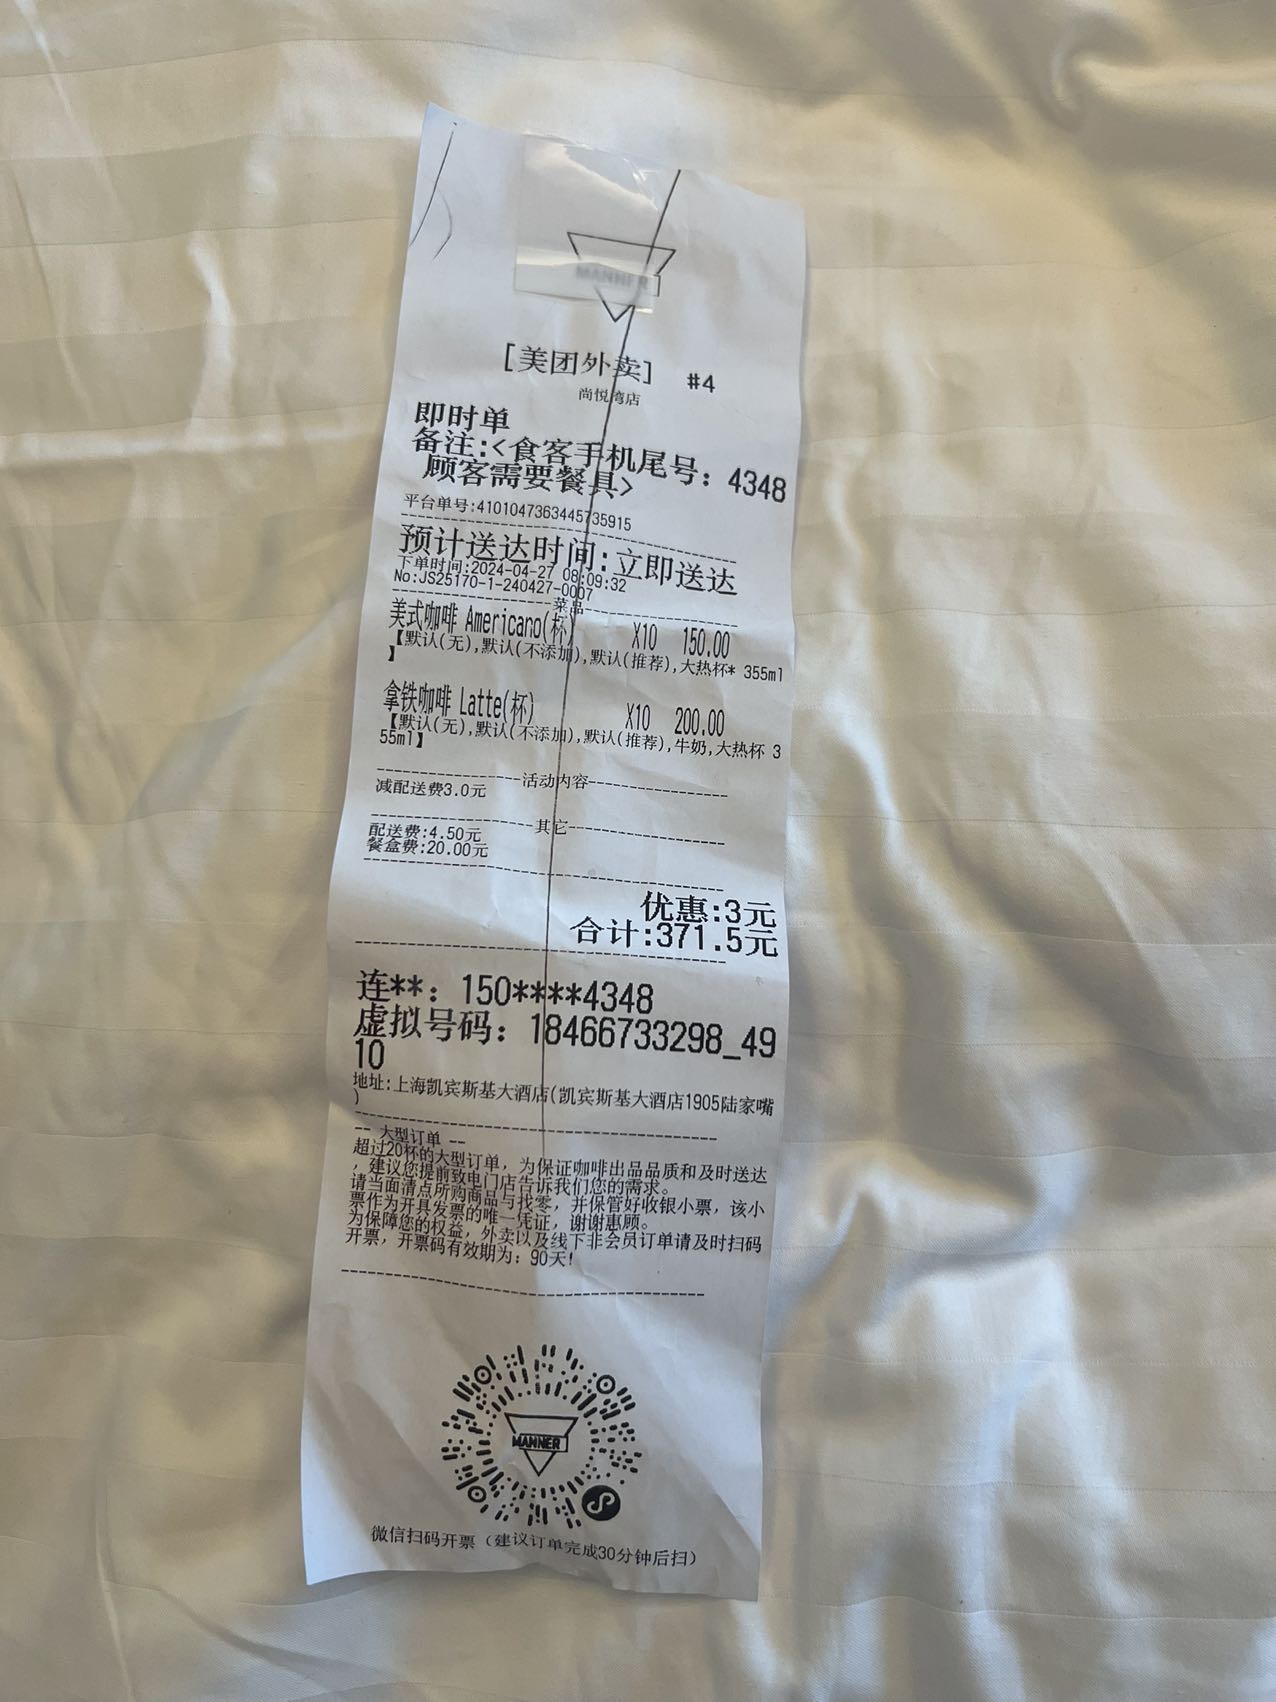 MANNER
[美团外卖] #4
尚悦湾店
即时单
备注:<食客手机尾号: 4348
顾客需要餐具>
平台单号:4101047363445735915
预计送达时间:立即送达
下单时间:2024-04-27 08:09:32
No:JS25170-1-240427-0007
菜品
美式咖啡 Americano(杯) X10 150.00
【默认(无),默认(不添加),默认(推荐),大热杯* 355ml
】
拿铁咖啡 Latte(杯) X10 200.00
【默认(无),默认(不添加),默认(推荐),牛奶,大热杯 3
55ml】
活动内容
减配送费3.0元
其它
配送费:4.50元
餐盒费:20.00元
优惠:3元
合计:371.5元
连**: 150****4348
虚拟号码: 18466733298_49
10
地址:上海凯宾斯基大酒店(凯宾斯基大酒店1905陆家嘴
)
-- 大型订单 --
超过20杯的大型订单, 为保证咖啡出品品质和及时送达
, 建议您提前致电门店告诉我们您的需求。
请当面清点所购商品与找零, 并保管好收银小票, 该小
票作为开具发票的唯一凭证, 谢谢惠顾。
为保障您的权益, 外卖以及线下非会员订单请及时扫码
开票, 开票码有效期为: 90天!
MANNER
微信扫码开票 (建议订单完成30分钟后扫)